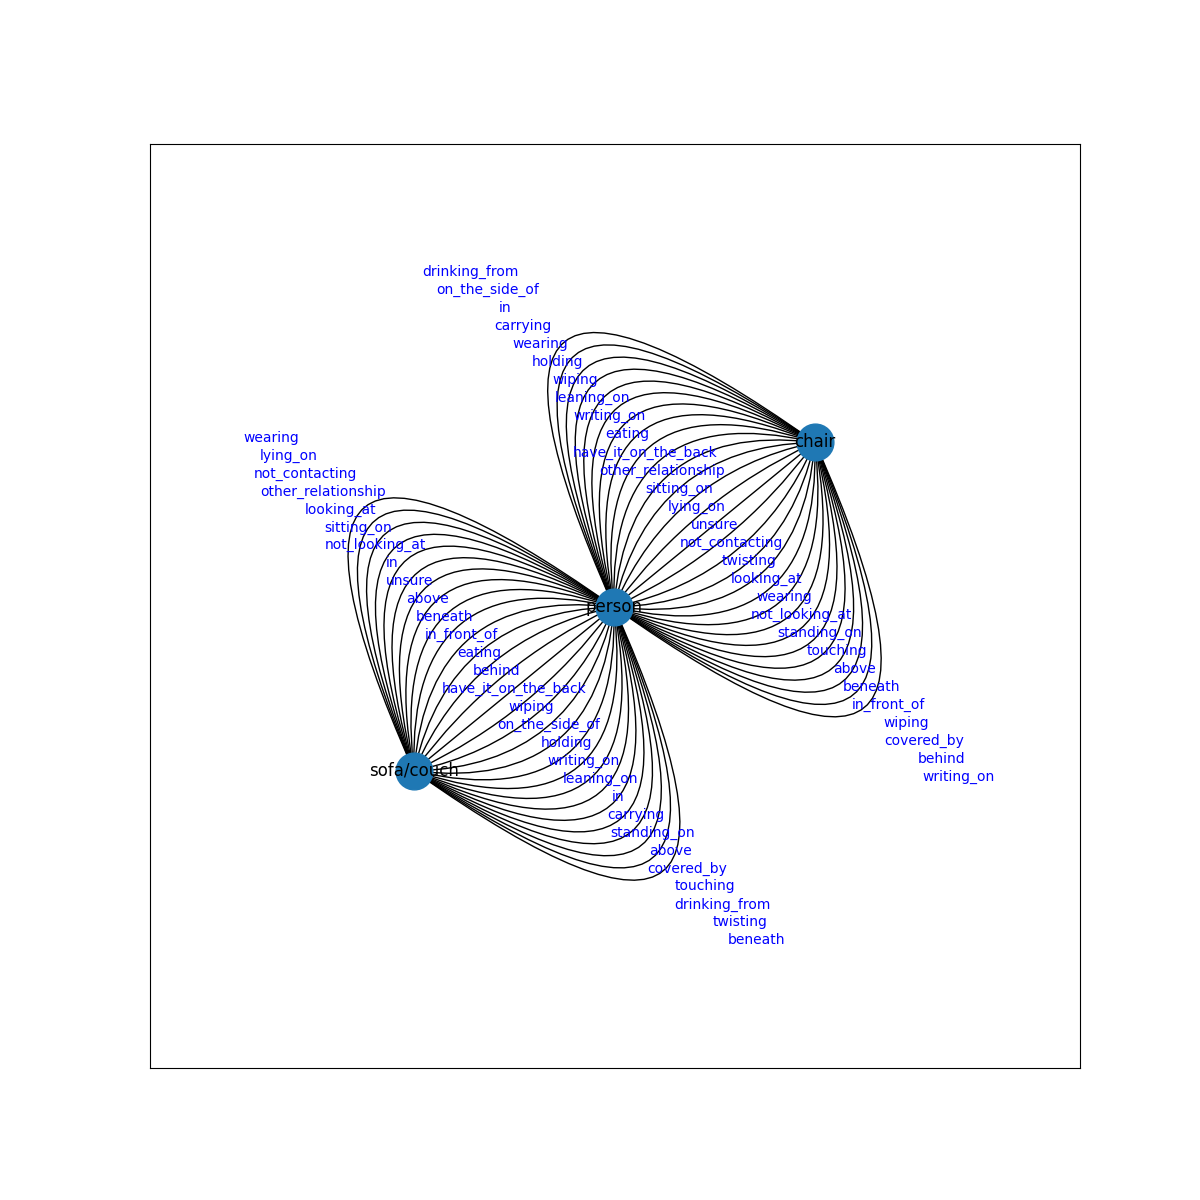 drinking_from
on_the_side_of
in
carrying
wearing
holding
wiping
leaning_on
writing_on
eating
have_it_on_the_back
other_relationship
sitting_on
lying_on
unsure
not_contacting
twisting
looking_at
wearing
not_looking_at
standing_on
touching
above
beneath
in_front_of
wiping
covered_by
behind
writing_on
chair
person
wearing
lying_on
not_contacting
other_relationship
looking_at
sitting_on
not_looking_at
in
unsure
above
beneath
in_front_of
eating
behind
have_it_on_the_back
wiping
on_the_side_of
holding
writing_on
leaning_on
in
carrying
standing_on
above
covered_by
touching
drinking_from
twisting
beneath
sofa/couch